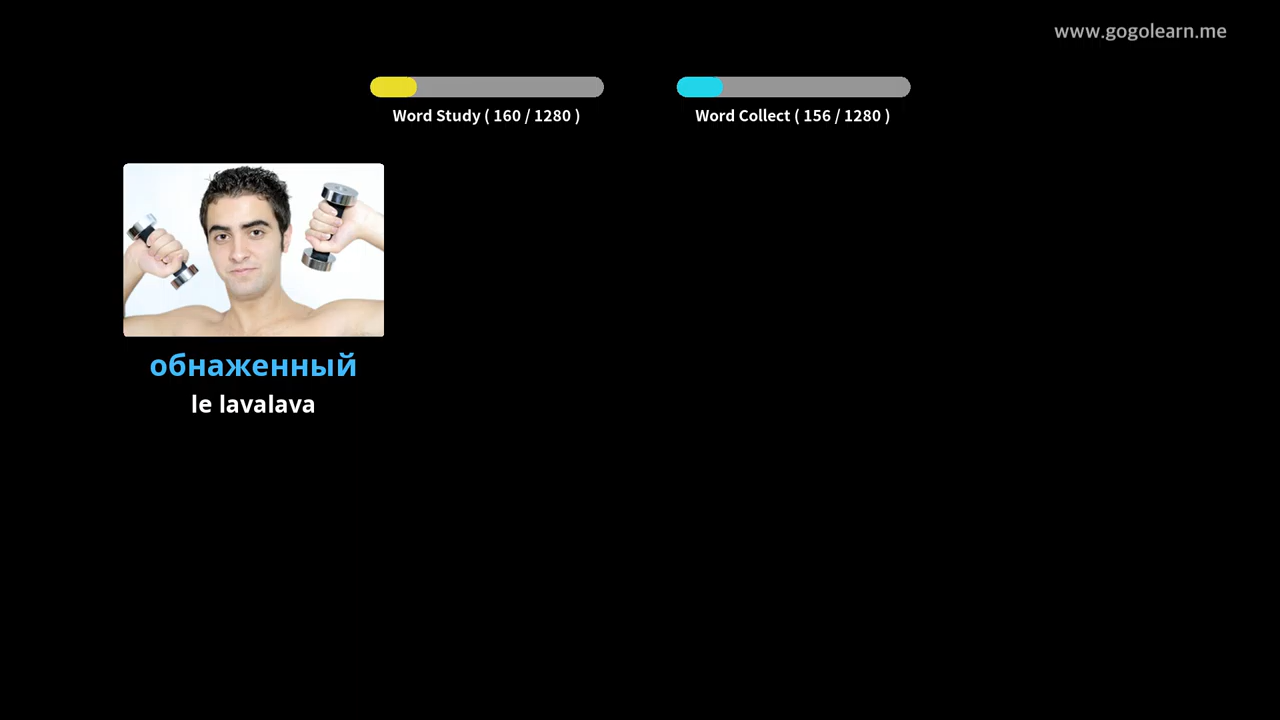 www.gogolearn.me
Word Study ( 160 / 1280 )
Word Collect ( 156 / 1280 )
обнаженный
le lavalava